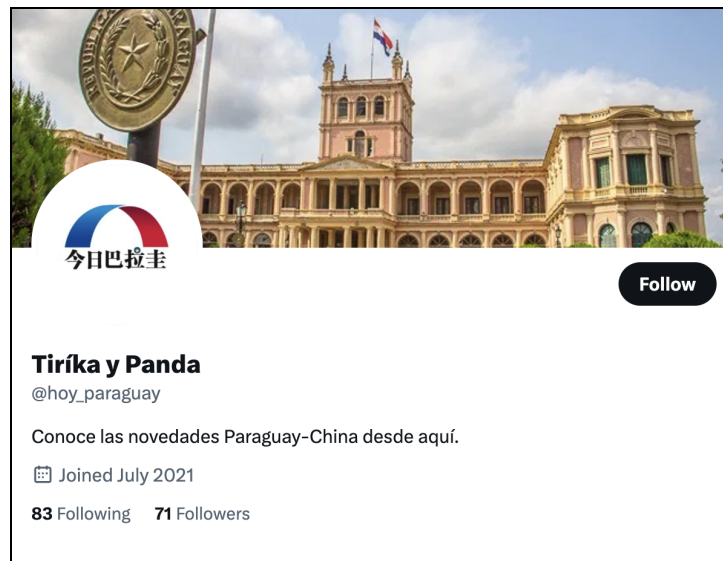 REPUBLICA PARAGUAY
今日巴拉圭
Follow
Tiríka y Panda
@hoy_paraguay
Conoce las novedades Paraguay-China desde aquí.
Joined July 2021
83 Following 71 Followers